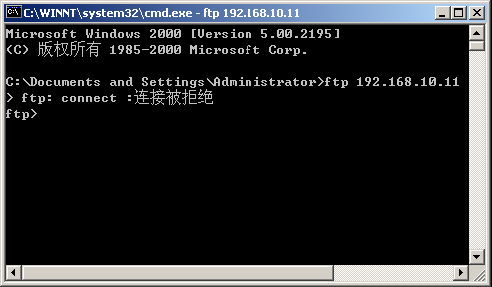 C:\WINNT\system32\cmd.exe - ftp 192.168.10.11
Microsoft Windows 2000 [Version 5.00.2195]
(C) 版权所有 1985-2000 Microsoft Corp.
C:\Documents and Settings\Administrator>ftp 192.168.10.11
> ftp: connect :连接被拒绝
ftp>